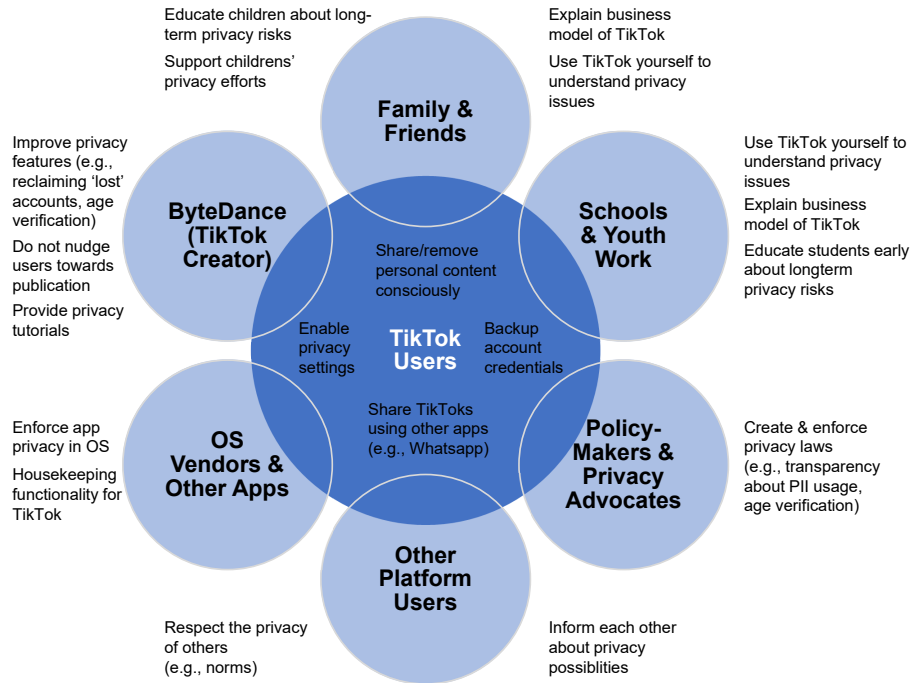 Educate children about long-
term privacy risks
Support childrens’
privacy efforts
Explain business
model of TikTok
Use TikTok yourself to
understand privacy
issues
Family &
Friends
Improve privacy
features (e.g.,
reclaiming ‘lost’
accounts, age
verification)
Do not nudge
users towards
publication
Provide privacy
tutorials
ByteDance
(TikTok
Creator)
Schools
& Youth
Work
Use TikTok yourself to
understand privacy
issues
Explain business
model of TikTok
Educate students early
about longterm
privacy risks
Share/remove
personal content
consciously
Enable
privacy
settings
TikTok
Users
Backup
account
credentials
Share TikToks
using other apps
(e.g., Whatsapp)
Enforce app
privacy in OS
Housekeeping
functionality for
TikTok
OS
Vendors &
Other Apps
Policy-
Makers &
Privacy
Advocates
Create & enforce
privacy laws
(e.g., transparency
about PII usage,
age verification)
Other
Platform
Users
Respect the privacy
of others
(e.g., norms)
Inform each other
about privacy
possiblities